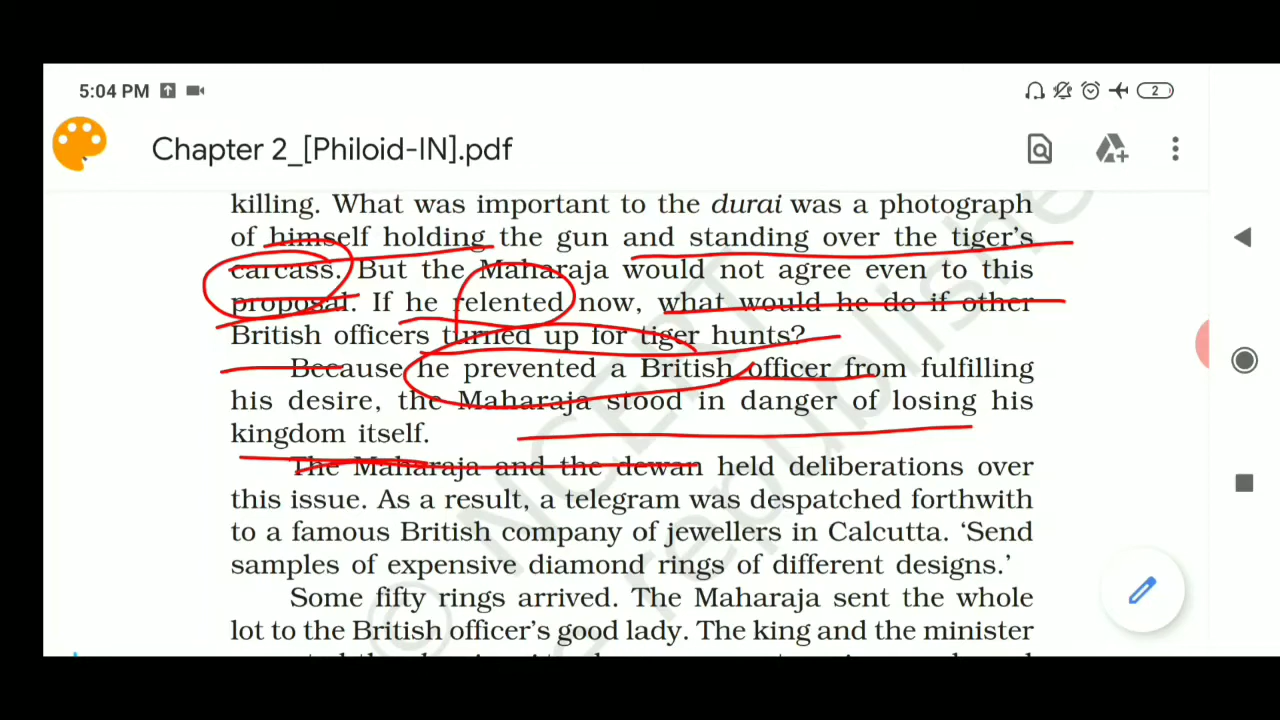 5:04 PM
2
Chapter 2_[Philoid-IN].pdf
killing. What was important to the durai was a photograph
of himself holding the gun and standing over the tiger's
carcass. But the Maharaja would not agree even to this
proposal. If he relented now, what would he do if other
British officers turned up for tiger hunts?
Because he prevented a British officer from fulfilling
his desire, the Maharaja stood in danger of losing his
kingdom itself.
The Maharaja and the dewan held deliberations over
this issue. As a result, a telegram was despatched forthwith
to a famous British company of jewellers in Calcutta. ‘Send
samples of expensive diamond rings of different designs.’
Some fifty rings arrived. The Maharaja sent the whole
lot to the British officer's good lady. The king and the minister
© NCERT